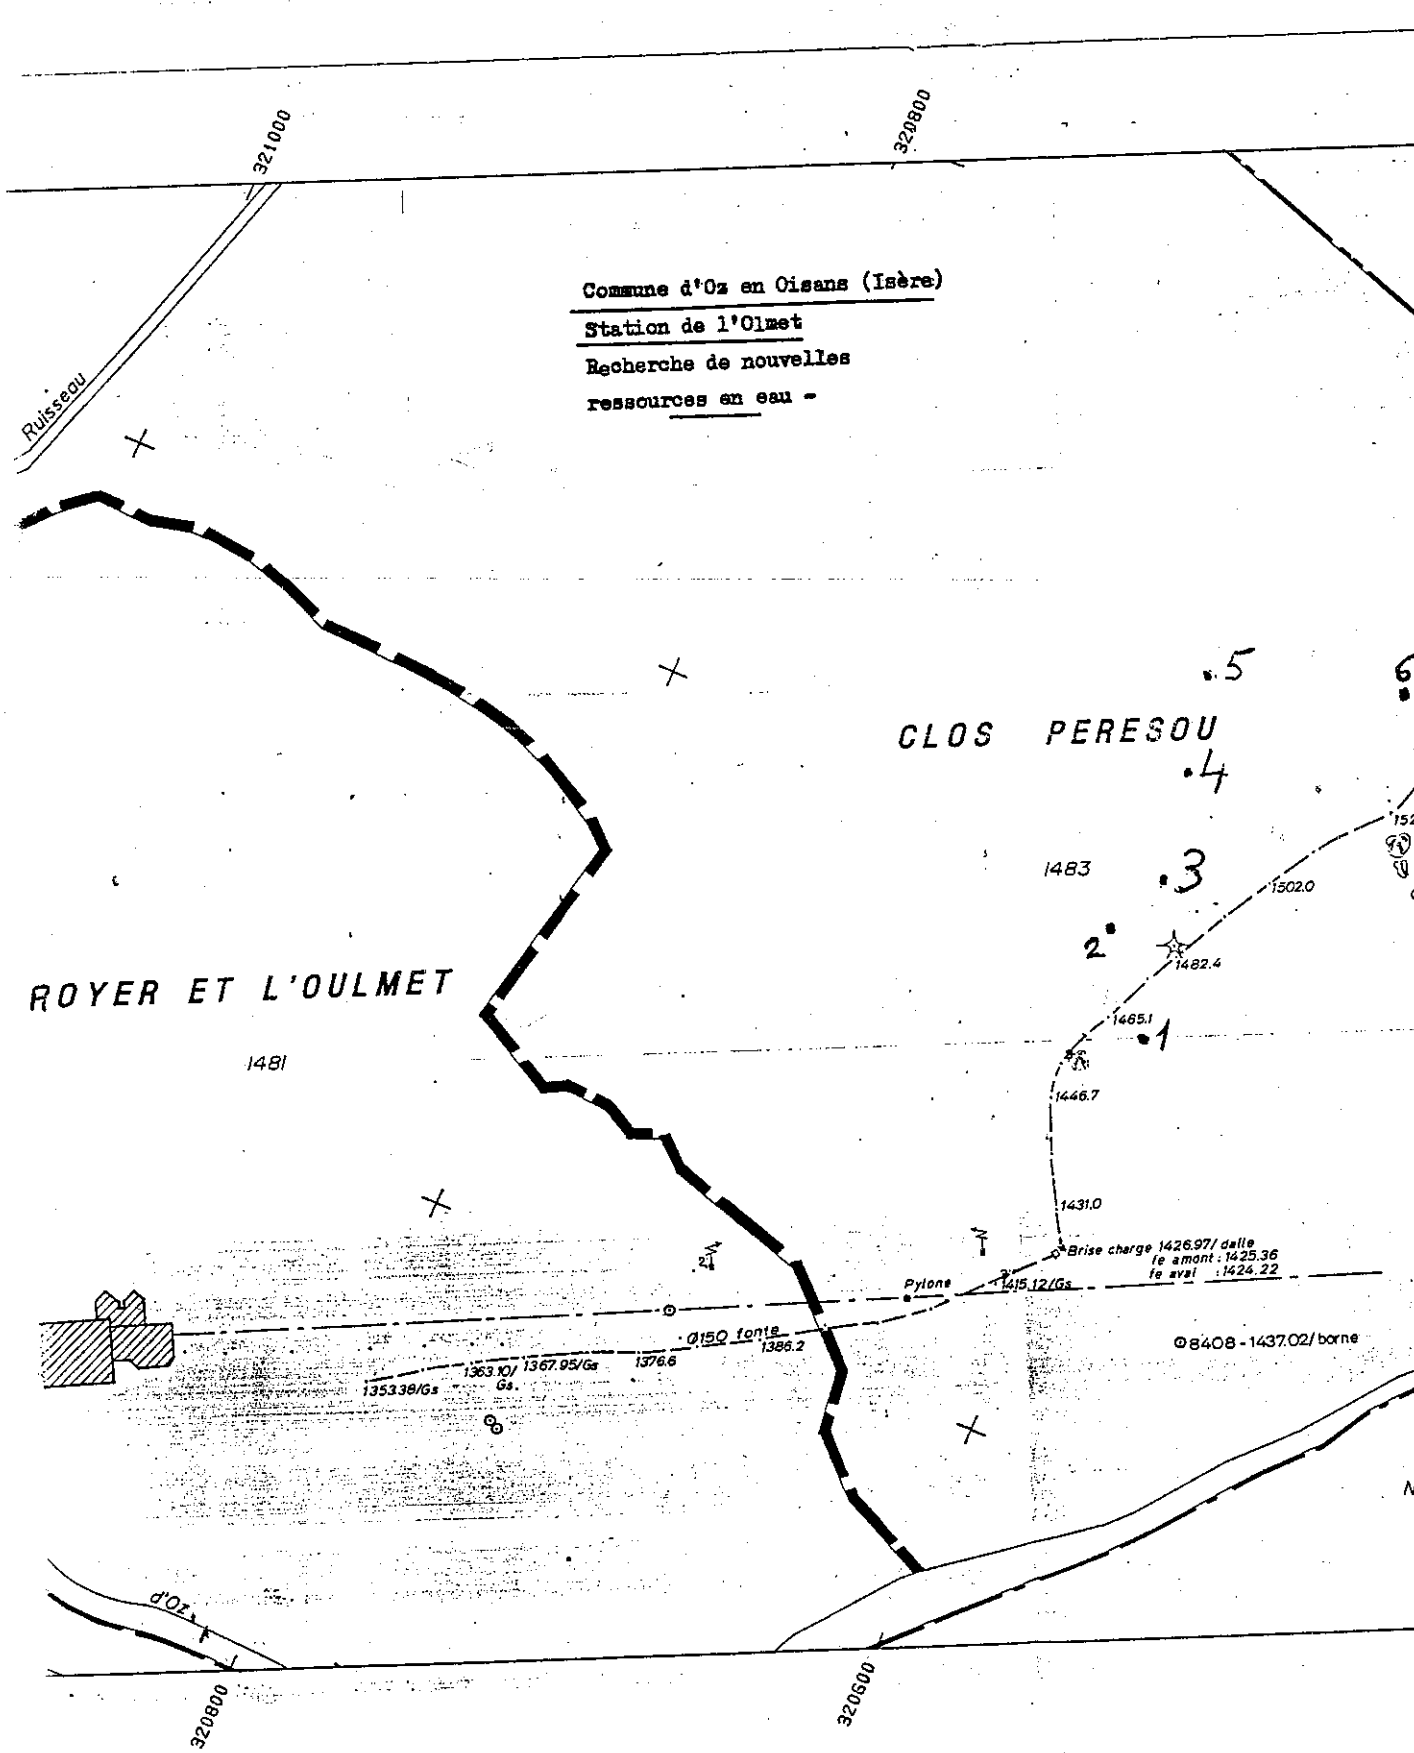 321000
320800
Commune d'Oz en Oisans (Isère)
Station de l'Olmet
Recherche de nouvelles
ressources en eau -
Ruisseau
.5
6
CLOS PERESOU
.4
152
1483
.3
1502.0
2
1482.4
ROYER ET L'OULMET
1465.1
1
1481
1446.7
1431.0
Brise charge 1426.97/ dalle
fe amont : 1425.36
fe aval : 1424.22
2
Pylone
1415.12/Gs
Ø150 fonte
8408 - 1437.02/ borne
1386.2
1376.6
1367.95/Gs
1363.10/
Gs.
1353.38/Gs
d'Oz
320800
320600